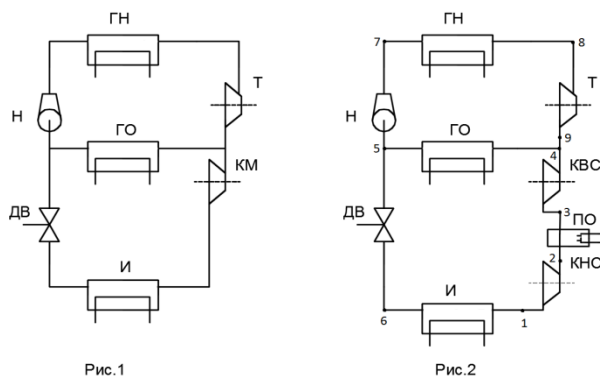 ГН
Т
Н
ГО
КМ
ДВ
И
Рис.1
ГН
7
8
Т
Н
9
ГО
5
4
КВС
3
ДВ
ПО
2
КНС
И
6
1
Рис.2